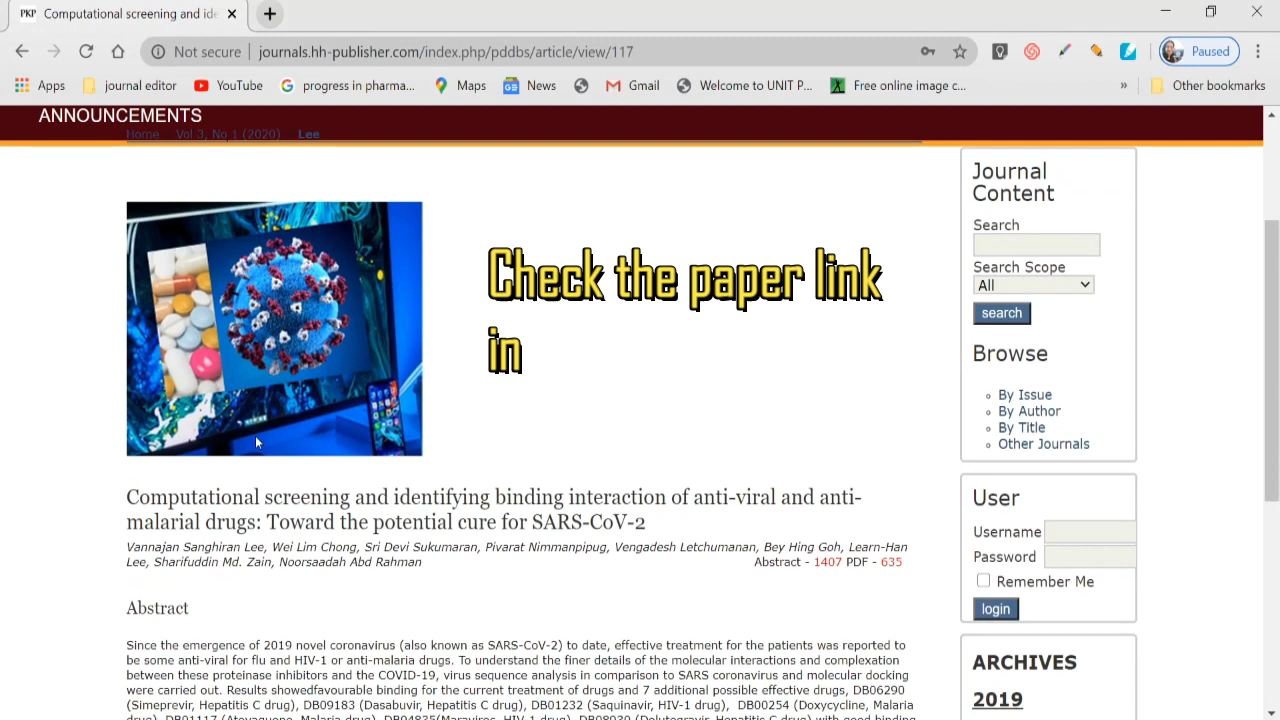 PKP Computational screening and ide
Not secure journals.hh-publisher.com/index.php/pddbs/article/view/117
Paused
Apps journal editor YouTube progress in pharma... Maps News Gmail Welcome to UNIT P... Free online image c... » Other bookmarks
ANNOUNCEMENTS
Home Vol 3, No 1 (2020) Lee
Check the paper link
in
Computational screening and identifying binding interaction of anti-viral and anti-
malarial drugs: Toward the potential cure for SARS-CoV-2
Vannajan Sanghiran Lee, Wei Lim Chong, Sri Devi Sukumaran, Pivarat Nimmanpipug, Vengadesh Letchumanan, Bey Hing Goh, Learn-Han
Lee, Sharifuddin Md. Zain, Noorsaadah Abd Rahman
Abstract - 1407 PDF - 635
Abstract
Since the emergence of 2019 novel coronavirus (also known as SARS-CoV-2) to date, effective treatment for the patients was reported to
be some anti-viral for flu and HIV-1 or anti-malaria drugs. To understand the finer details of the molecular interactions and complexation
between these proteinase inhibitors and the COVID-19, virus sequence analysis in comparison to SARS coronavirus and molecular docking
were carried out. Results showedfavourable binding for the current treatment of drugs and 7 additional possible effective drugs, DB06290
(Simeprevir, Hepatitis C drug), DB09183 (Dasabuvir, Hepatitis C drug), DB01232 (Saquinavir, HIV-1 drug), DB00254 (Doxycycline, Malaria
drug), DB01117 (Atovaquone, Malaria drug), DB04835(Maraviroc, HIV-1 drug), DB08930 (Dolutegravir, Hepatitis C drug) with good binding
Journal
Content
Search
Search Scope
All
search
Browse
By Issue
By Author
By Title
Other Journals
User
Username
Password
Remember Me
login
ARCHIVES
2019